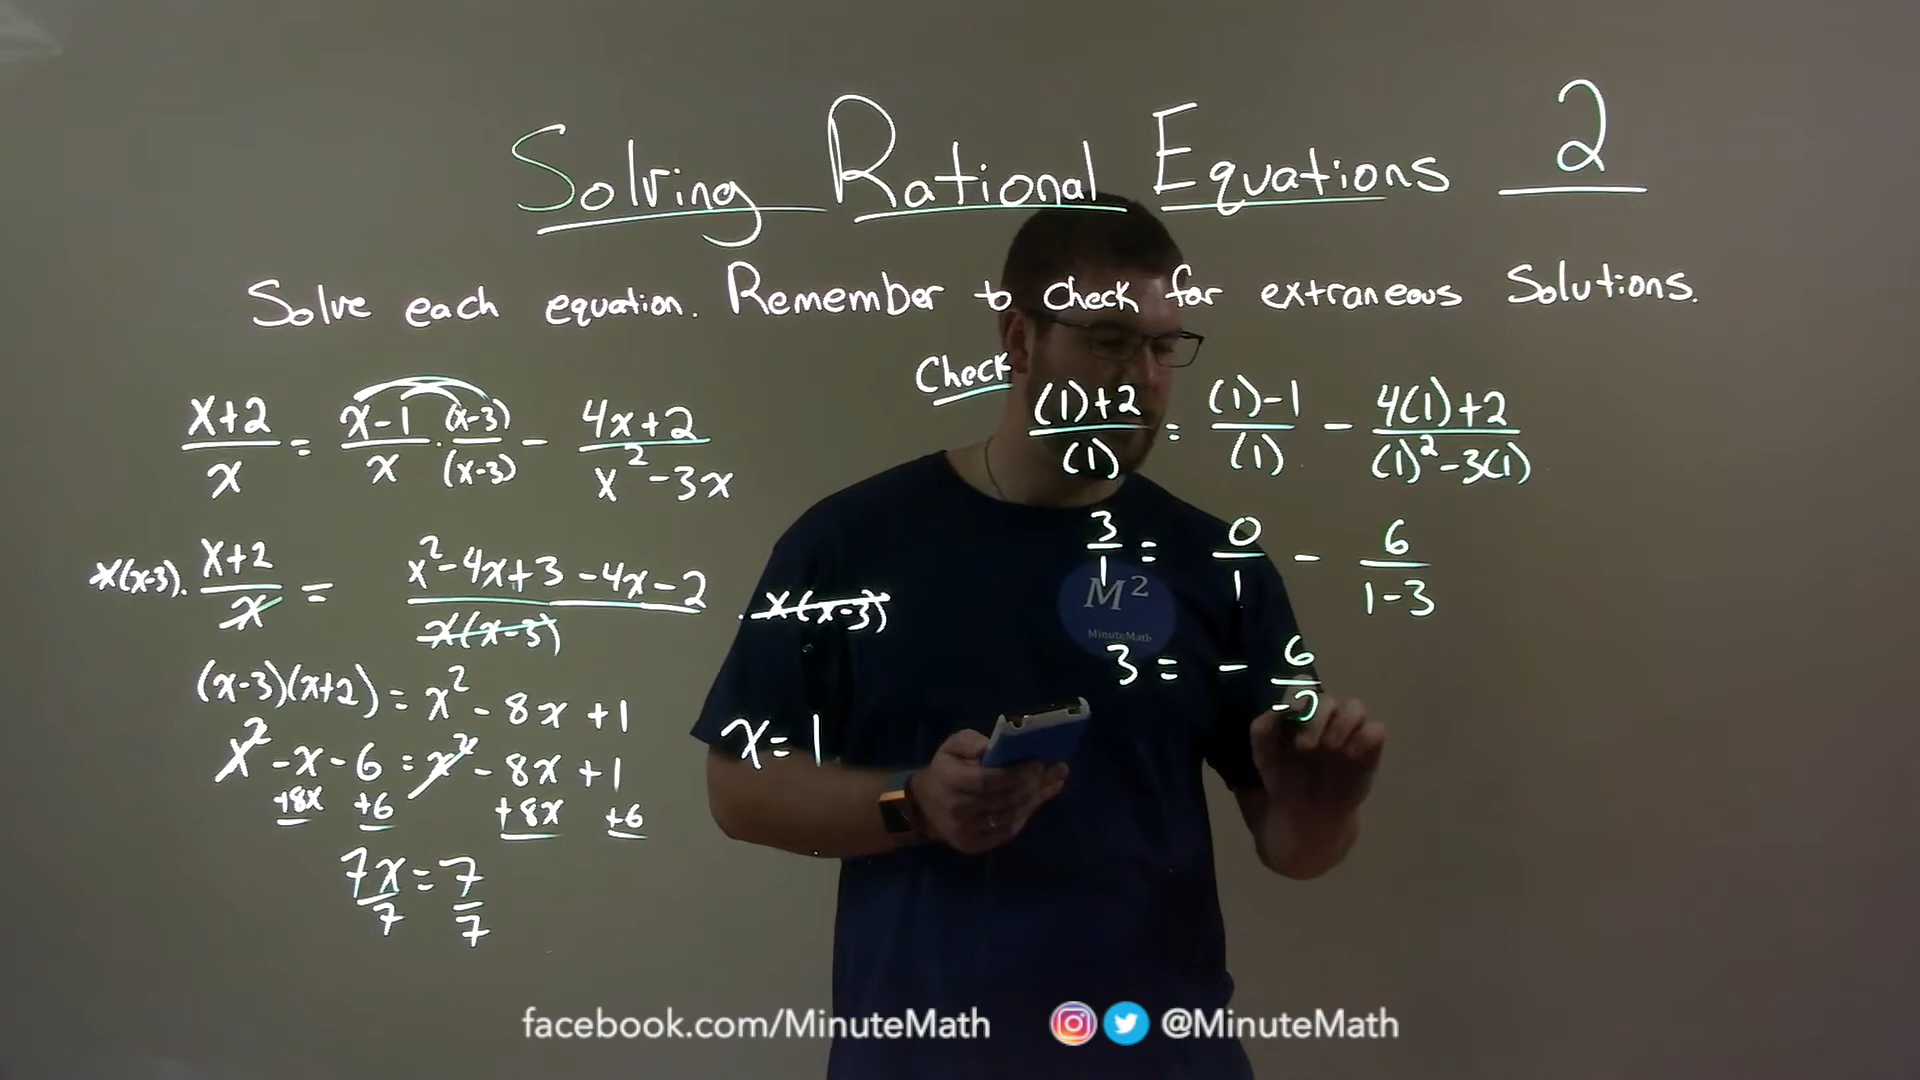 Solving Rational Equations 2
Solve each equation. Remember to check for extraneous Solutions.
x+2/x = x-1/x · (x-3)/(x-3) - 4x+2/x²-3x
x(x-3) · x+2/x = x²-4x+3-4x-2/x(x-3) · x(x-3)
(x-3)(x+2) = x²-8x+1
x²-x-6 = x²-8x+1
+8x +6 +8x +6
7x/7 = 7/7
x=1
Check
(1)+2/(1) = (1)-1/(1) - 4(1)+2/(1)²-3(1)
3/1 = 0/1 - 6/1-3
3 = - 6/-2
M²
MinuteMath
facebook.com/MinuteMath
@MinuteMath